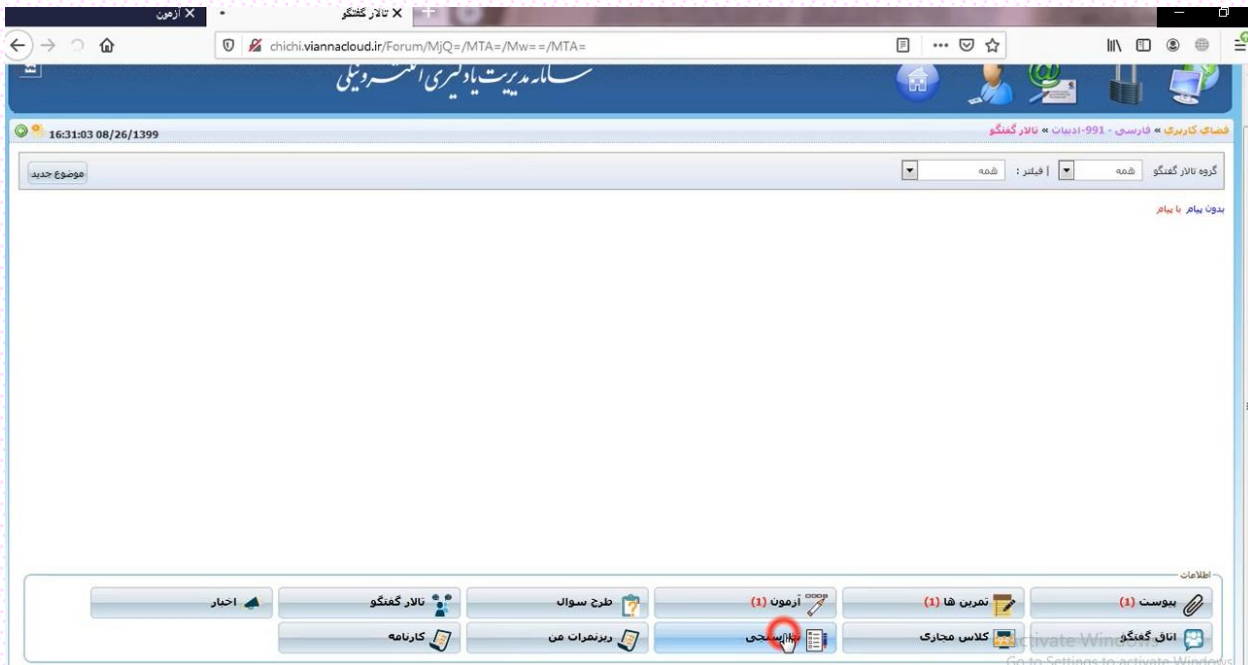 تالار گفتگو ×
آزمون ×
chichi.viannacloud.ir/Forum/MjQ=/MTA=/Mw==/MTA=
سامانه مدیریت یادگیری الکترونیکی
فضای کاربری » فارسی - 991-ادبیات » تالار گفتگو
16:31:03 08/26/1399
گروه تالار گفتگو همه | فیلتر : همه
موضوع جدید
بدون پیام با پیام
اطلاعات
پیوست (1) تمرین ها (1) آزمون (1) طرح سوال تالار گفتگو اخبار
اتاق گفتگو کلاس مجازی نظرسنجی ریزنمرات من کارنامه
Activate Windows
Go to Settings to activate Windows